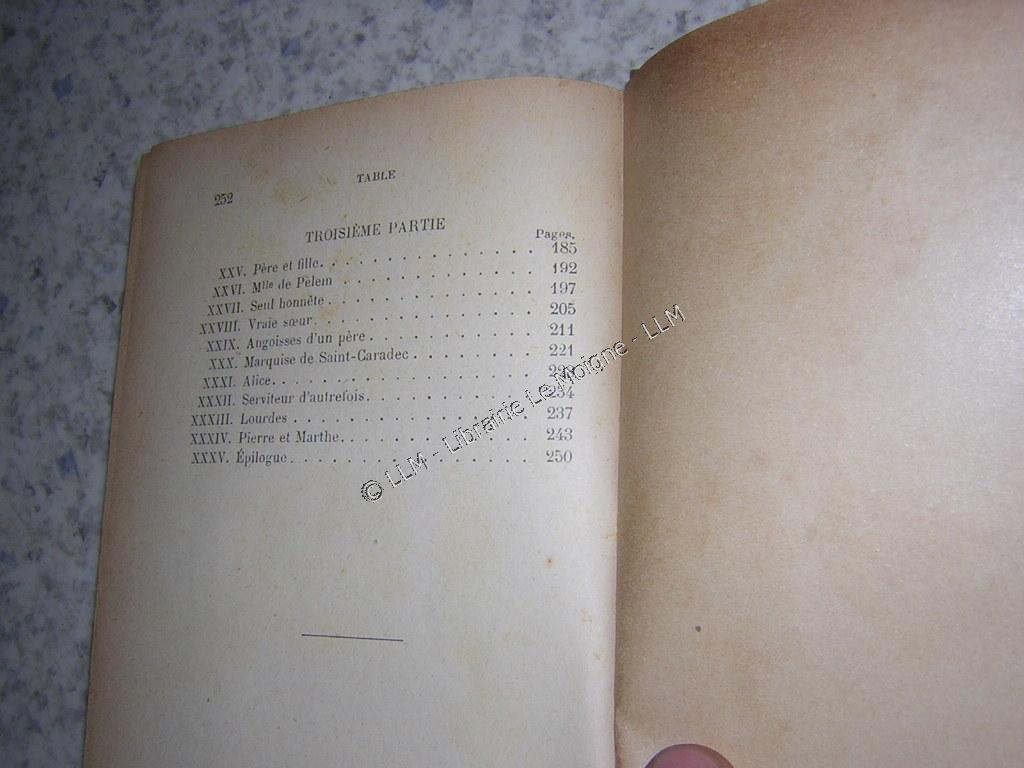 252
TABLE
TROISIÈME PARTIE
Pages.
XXV. Père et fille. . . . . . . . . . . . . . 185
XXVI. Mlle de Pélem . . . . . . . . . . . . . 192
XXVII. Seul honnête . . . . . . . . . . . . . 197
XXVIII. Vraie sœur. . . . . . . . . . . . . . 205
XXIX. Angoisses d'un père. . . . . . . . . . . 211
XXX. Marquise de Saint-Caradec . . . . . . . . 221
XXXI. Alice. . . . . . . . . . . . . . . . .
XXXII. Serviteur d'autrefois. . . . . . . . . . 234
XXXIII. Lourdes . . . . . . . . . . . . . . . 237
XXXIV. Pierre et Marthe. . . . . . . . . . . . 243
XXXV. Épilogue. . . . . . . . . . . . . . . 250
© LLM - Librairie Le Moigne - LLM